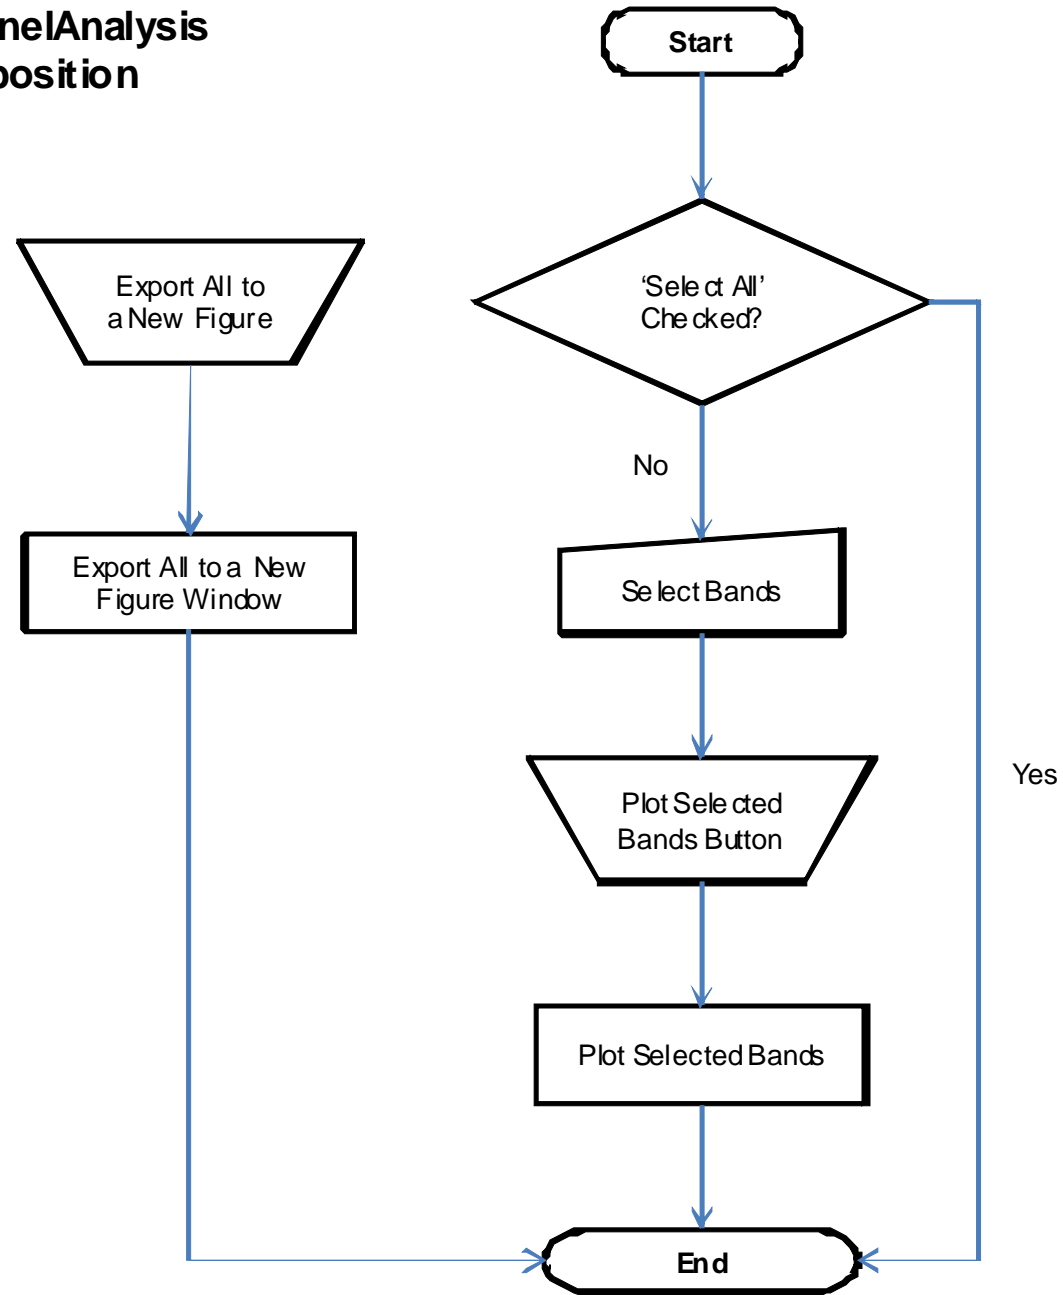 nelAnalysis
position
Start
Export All to
a New Figure
‘Select All’
Checked?
No
Export All to a New
Figure Window
Select Bands
Yes
Plot Selected
Bands Button
Plot Selected Bands
End